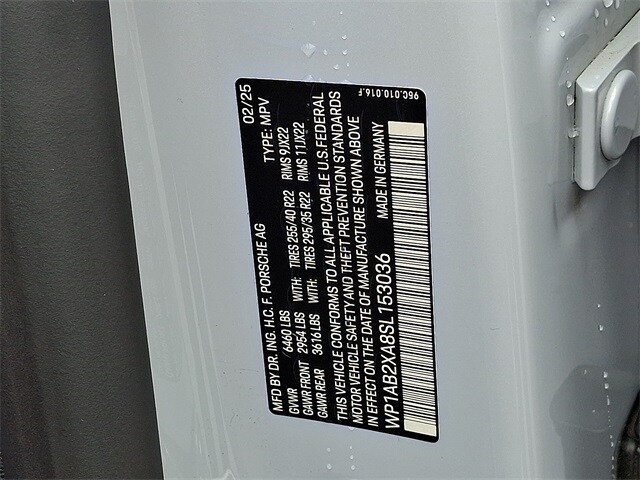 MFD BY DR. ING. H.C. F. PORSCHE AG 02/25
GVWR 6460 LBS TYPE: MPV
GAWR FRONT 2954 LBS WITH: TIRES 255/40 R22 RIMS 9JX22
GAWR REAR 3616 LBS WITH: TIRES 295/35 R22 RIMS 11JX22
THIS VEHICLE CONFORMS TO ALL APPLICABLE U.S. FEDERAL
MOTOR VEHICLE SAFETY AND THEFT PREVENTION STANDARDS
IN EFFECT ON THE DATE OF MANUFACTURE SHOWN ABOVE
WP1AB2XA8SL153036 MADE IN GERMANY
95C.010.016.F